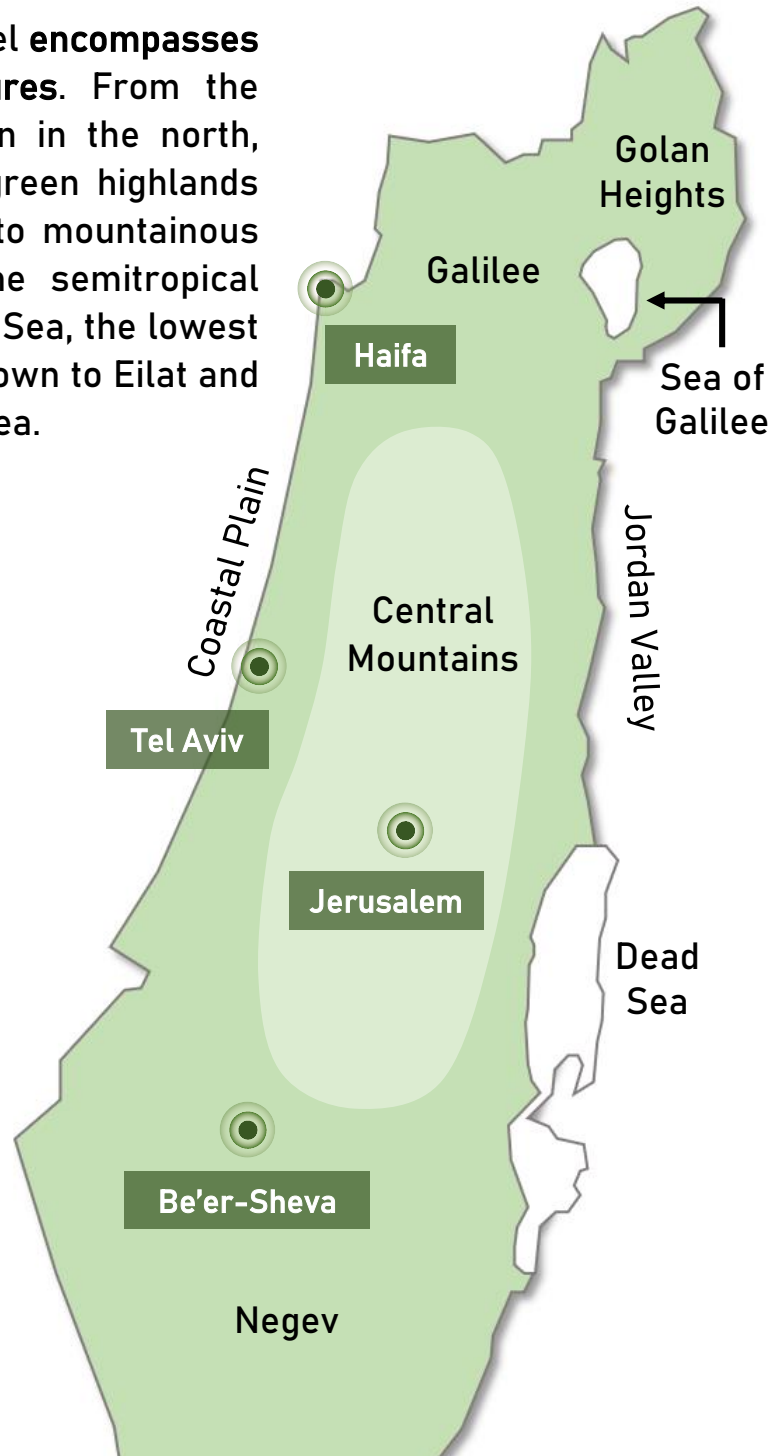 el encompasses
ures. From the
n in the north,
green highlands
to mountainous
he semitropical
Sea, the lowest
own to Eilat and
ea.
Golan
Heights
Galilee
Haifa
Sea of
Galilee
Coastal Plain
Jordan Valley
Central
Mountains
Tel Aviv
Jerusalem
Dead
Sea
Be’er-Sheva
Negev